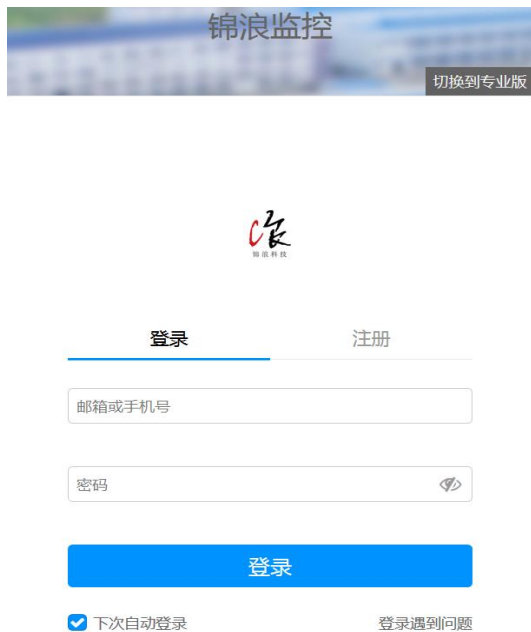 锦浪监控
切换到专业版
锦浪科技
登录 注册
邮箱或手机号
密码
登录
下次自动登录 登录遇到问题